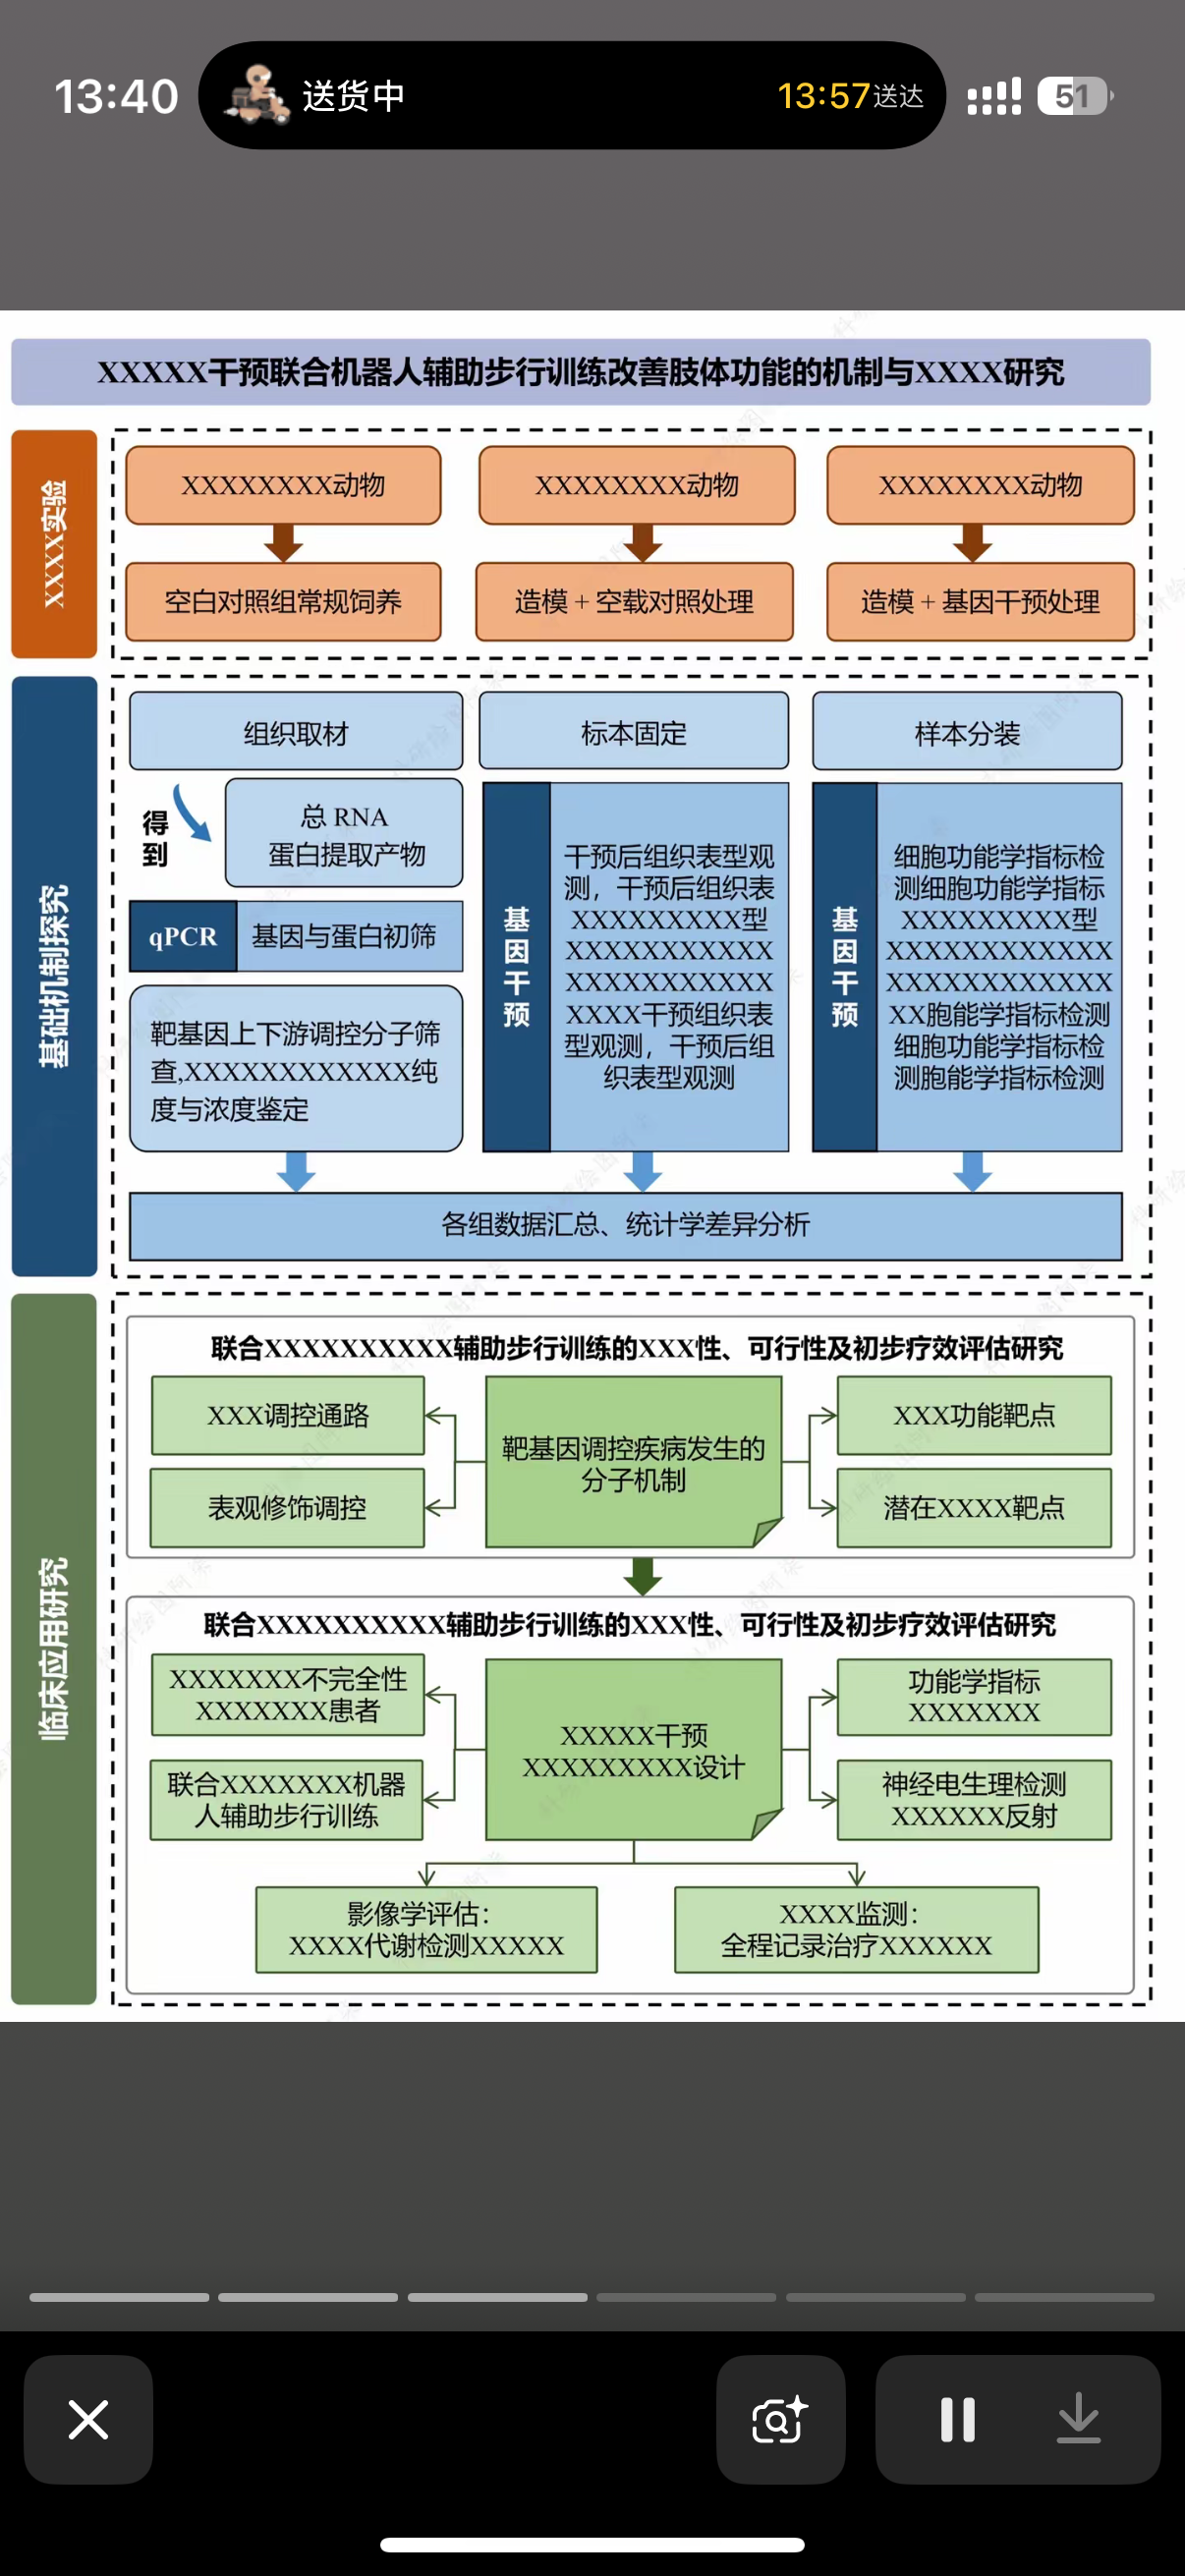 13:40
送货中
13:57送达
51
XXXXX干预联合机器人辅助步行训练改善肢体功能的机制与XXXX研究
XXXX实验
XXXXXXXX动物
XXXXXXXX动物
XXXXXXXX动物
空白对照组常规饲养
造模 + 空载对照处理
造模 + 基因干预处理
基础机制探究
组织取材
标本固定
样本分装
得
到
总 RNA
蛋白提取产物
qPCR
基因与蛋白初筛
靶基因上下游调控分子筛
查,XXXXXXXXXXXX纯
度与浓度鉴定
基
因
干
预
干预后组织表型观
测，干预后组织表
XXXXXXXXX型
XXXXXXXXXXX
XXXXXXXXXXX
XXXX干预组织表
型观测，干预后组
织表型观测
基
因
干
预
细胞功能学指标检
测细胞功能学指标
XXXXXXXXX型
XXXXXXXXXXXX
XXXXXXXXXXXX
XX胞能学指标检测
细胞功能学指标检
测胞能学指标检测
各组数据汇总、统计学差异分析
临床应用研究
联合XXXXXXXXXX辅助步行训练的XXX性、可行性及初步疗效评估研究
XXX调控通路
表观修饰调控
靶基因调控疾病发生的
分子机制
XXX功能靶点
潜在XXXX靶点
联合XXXXXXXXXX辅助步行训练的XXX性、可行性及初步疗效评估研究
XXXXXXX不完全性
XXXXXXX患者
联合XXXXXXX机器
人辅助步行训练
XXXXX干预
XXXXXXXXX设计
功能学指标
XXXXXXX
神经电生理检测
XXXXXX反射
影像学评估：
XXXX代谢检测XXXXX
XXXX监测：
全程记录治疗XXXXXX